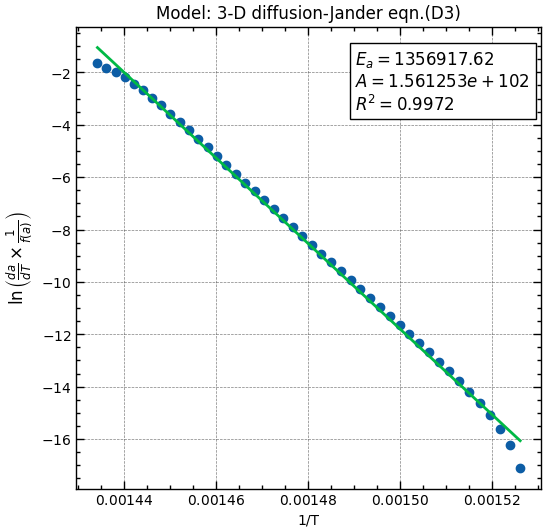 Model: 3-D diffusion-Jander eqn.(D3)
E_a = 1356917.62
A = 1.561253e + 102
R^2 = 0.9972
ln(da/dT × 1/f(a))
−2
−4
−6
−8
−10
−12
−14
−16
0.00144 0.00146 0.00148 0.00150 0.00152
1/T